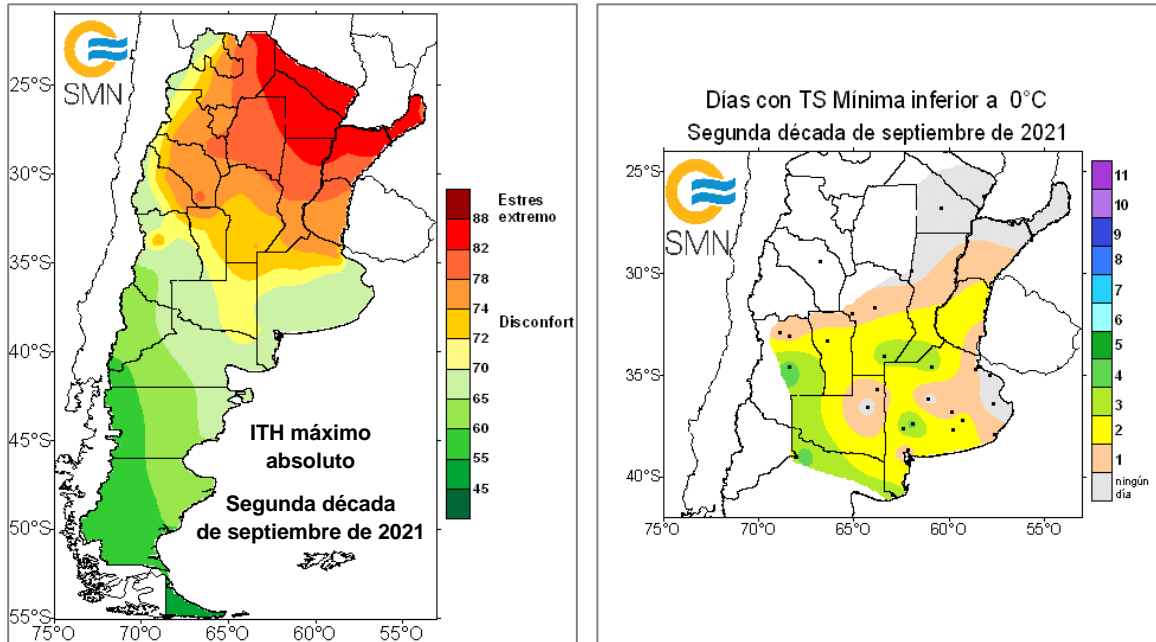 SMN
25°S
30°S
35°S
40°S
45°S
50°S
55°S
75°O
70°O
65°O
60°O
55°O
Estres
extremo
88
82
78
74
Disconfort
72
70
65
60
55
45
ITH máximo
absoluto
Segunda década
de septiembre de 2021
Días con TS Mínima inferior a 0°C
Segunda década de septiembre de 2021
SMN
25°S
30°S
35°S
40°S
75°O
70°O
65°O
60°O
55°O
11
10
9
8
7
6
5
4
3
2
1
ningún
día